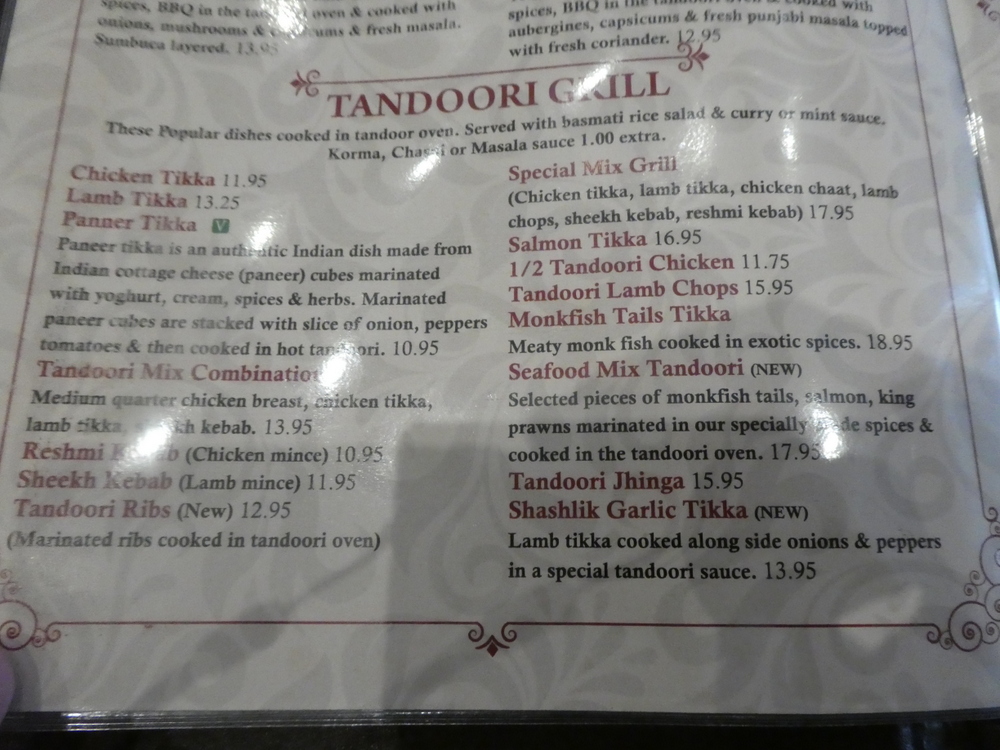 spices, BBQ in the oven & cooked with
onions, mushrooms & & fresh masala.
Sumbuca layered. 13.95
spices, BBQ in the tandoori oven & cooked with
aubergines, capsicums & fresh punjabi masala topped
with fresh coriander. 12.95
TANDOORI GRILL
These Popular dishes cooked in tandoor oven. Served with basmati rice salad & curry or mint sauce.
Korma, or Masala sauce 1.00 extra.
Chicken Tikka 11.95
Lamb Tikka 13.25
Panner Tikka V
Paneer tikka is an authentic Indian dish made from
Indian cottage cheese (paneer) cubes marinated
with yoghurt, cream, spices & herbs. Marinated
paneer cubes are stacked with slice of onion, peppers
tomatoes & then cooked in hot tandoori. 10.95
Tandoori Mix Combination
Medium quarter chicken breast, chicken tikka,
lamb tikka, sheekh kebab. 13.95
Reshmi Kebab (Chicken mince) 10.95
Sheekh Kebab (Lamb mince) 11.95
Tandoori Ribs (New) 12.95
(Marinated ribs cooked in tandoori oven)
Special Mix Grill
(Chicken tikka, lamb tikka, chicken chaat, lamb
chops, sheekh kebab, reshmi kebab) 17.95
Salmon Tikka 16.95
1/2 Tandoori Chicken 11.75
Tandoori Lamb Chops 15.95
Monkfish Tails Tikka
Meaty monk fish cooked in exotic spices. 18.95
Seafood Mix Tandoori (NEW)
Selected pieces of monkfish tails, salmon, king
prawns marinated in our specially made spices &
cooked in the tandoori oven. 17.95
Tandoori Jhinga 15.95
Shashlik Garlic Tikka (NEW)
Lamb tikka cooked along side onions & peppers
in a special tandoori sauce. 13.95